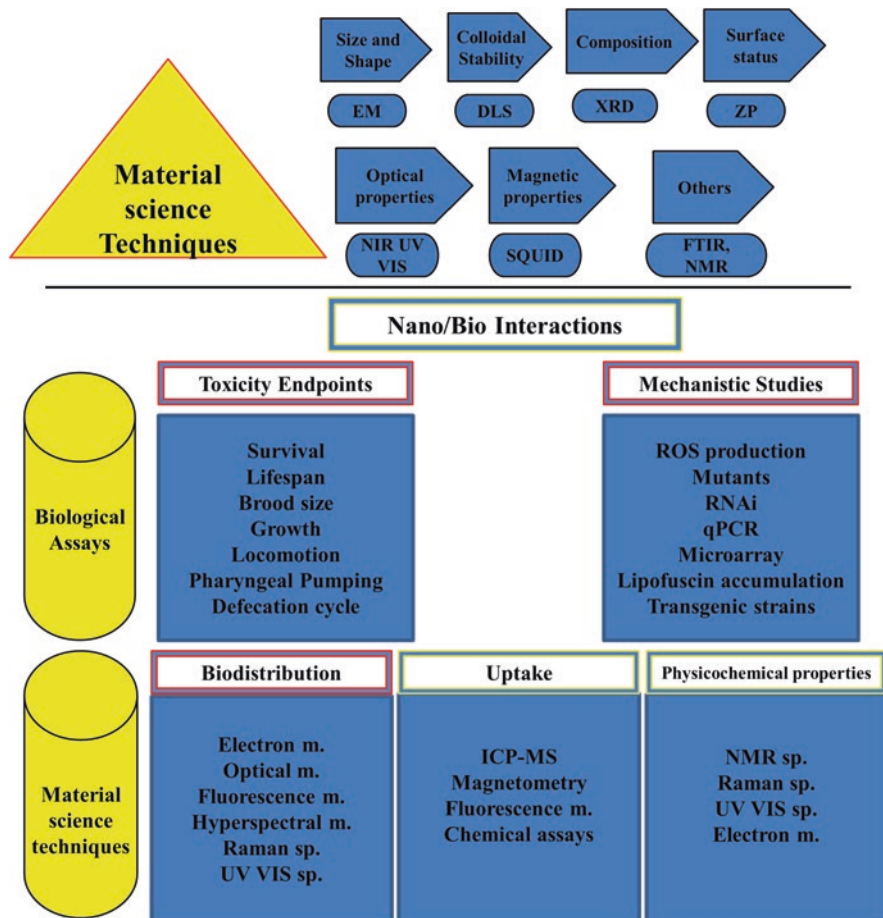 Size and
Shape
Colloidal
Stability
Composition
Surface
status
EM
DLS
XRD
ZP
Material
science
Techniques
Optical
properties
Magnetic
properties
Others
NIR UV
VIS
SQUID
FTIR,
NMR
Nano/Bio Interactions
Toxicity Endpoints
Mechanistic Studies
Biological
Assays
Survival
Lifespan
Brood size
Growth
Locomotion
Pharyngeal Pumping
Defecation cycle
ROS production
Mutants
RNAi
qPCR
Microarray
Lipofuscin accumulation
Transgenic strains
Biodistribution
Uptake
Physicochemical properties
Material
science
techniques
Electron m.
Optical m.
Fluorescence m.
Hyperspectral m.
Raman sp.
UV VIS sp.
ICP-MS
Magnetometry
Fluorescence m.
Chemical assays
NMR sp.
Raman sp.
UV VIS sp.
Electron m.